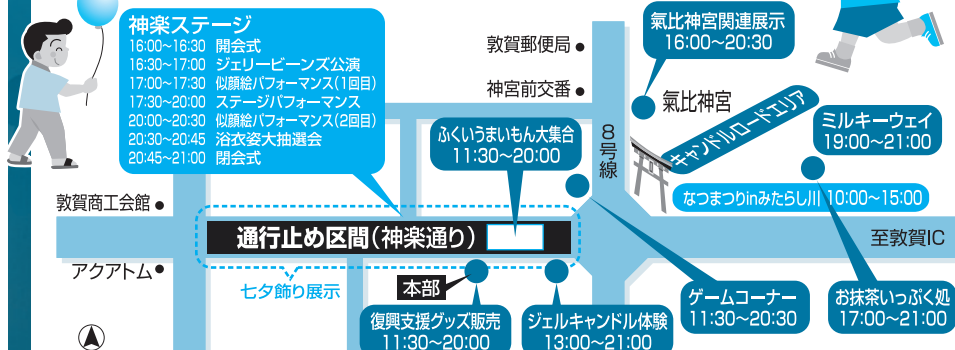 神楽ステージ
16:00〜16:30 開会式
16:30〜17:00 ジェリービーンズ公演
17:00〜17:30 似顔絵パフォーマンス(1回目)
17:30〜20:00 ステージパフォーマンス
20:00〜20:30 似顔絵パフォーマンス(2回目)
20:30〜20:45 浴衣姿大抽選会
20:45〜21:00 閉会式
敦賀郵便局
神宮前交番
氣比神宮関連展示
16:00〜20:30
氣比神宮
8号線
キャンドルロードエリア
ミルキーウェイ
19:00〜21:00
ふくいうまいもん大集合
11:30〜20:00
なつまつりinみたらし川 10:00〜15:00
敦賀商工会館
通行止め区間(神楽通り)
至敦賀IC
アクアトム
七夕飾り展示
本部
復興支援グッズ販売
11:30〜20:00
ジェルキャンドル体験
13:00〜21:00
ゲームコーナー
11:30〜20:30
お抹茶いっぷく処
17:00〜21:00